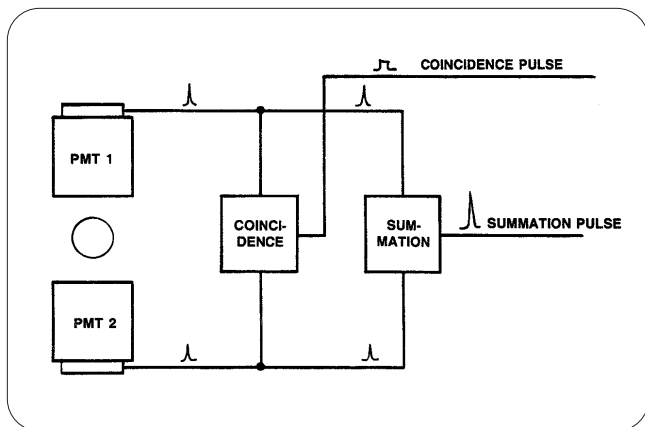 COINCIDENCE PULSE
PMT 1
COINCI-
DENCE
SUM-
MATION
SUMMATION PULSE
PMT 2